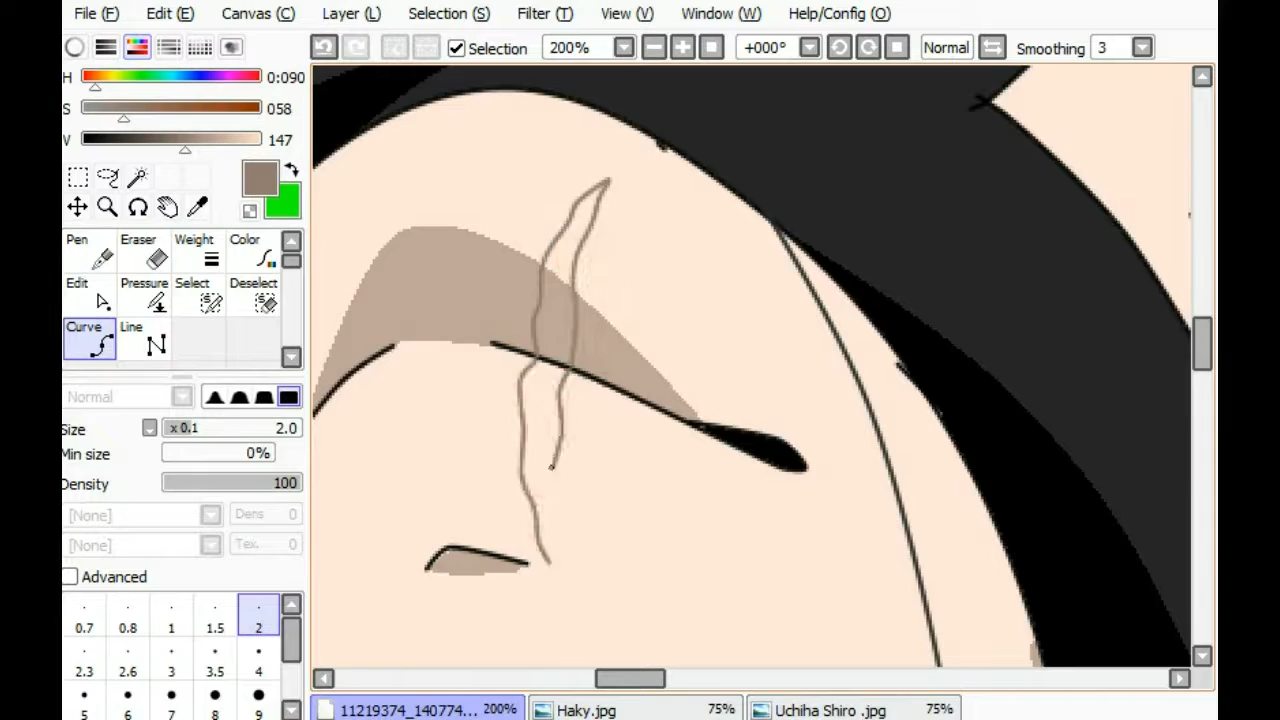 File (F) Edit (E) Canvas (C) Layer (L) Selection (S) Filter (T) View (V) Window (W) Help/Config (O)
Selection 200% +000° Normal Smoothing 3
H 0:090
S 058
V 147
Pen Eraser Weight Color
Edit Pressure Select Deselect
Curve Line
Normal
Size x 0.1 2.0
Min size 0%
Density 100
[None] Dens 0
[None] Tex. 0
Advanced
0.7 0.8 1 1.5 2
2.3 2.6 3 3.5 4
5 6 7 8 9
11219374_140774... 200% Haky.jpg 75% Uchiha Shiro .jpg 75%